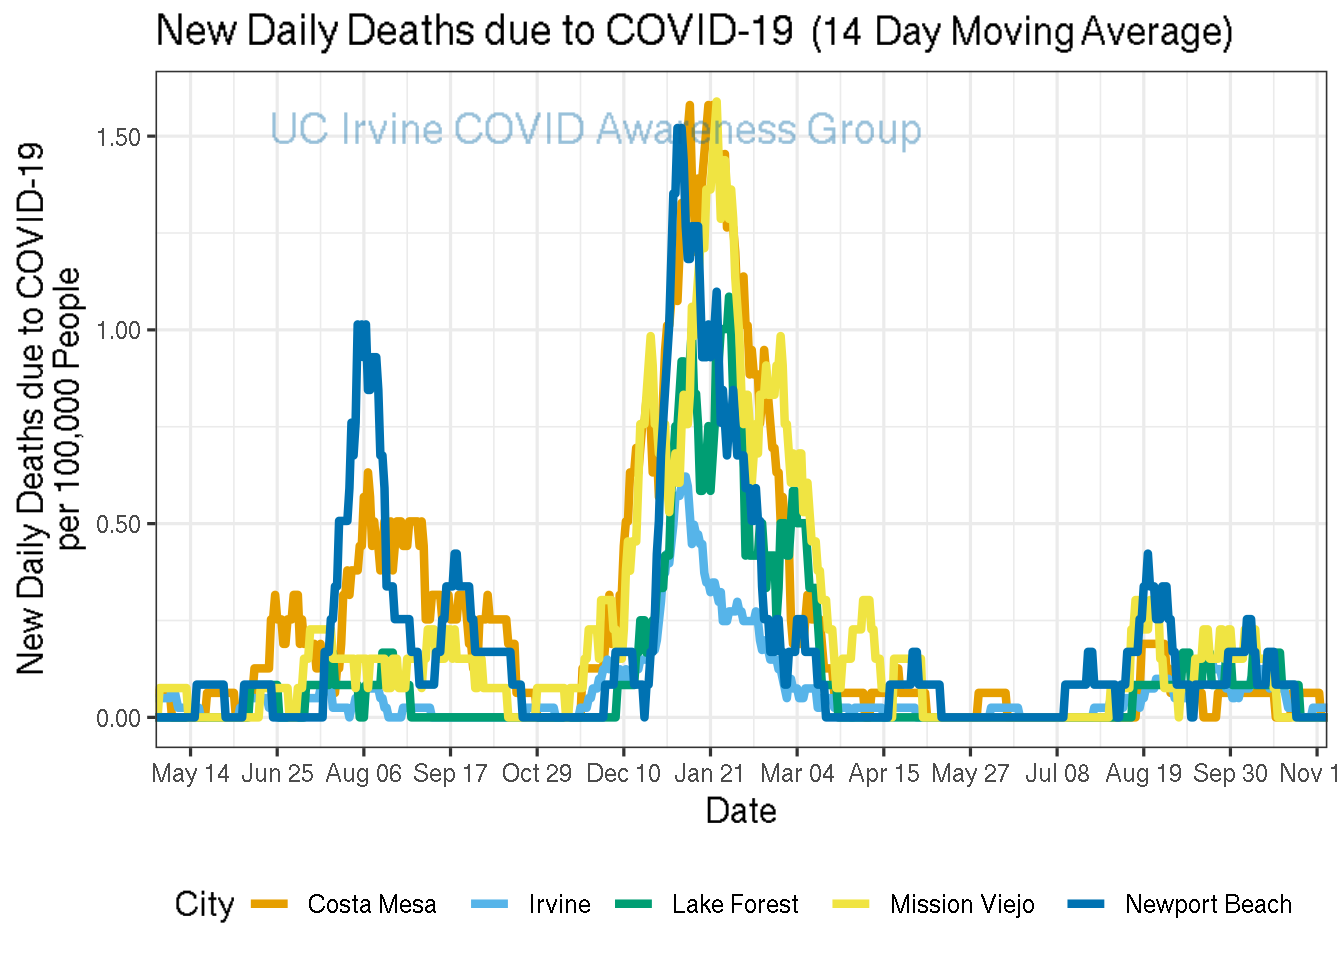 New Daily Deaths due to COVID-19 (14 Day Moving Average)
UC Irvine COVID Awareness Group
New Daily Deaths due to COVID-19
per 100,000 People
1.50
1.00
0.50
0.00
May 14 Jun 25 Aug 06 Sep 17 Oct 29 Dec 10 Jan 21 Mar 04 Apr 15 May 27 Jul 08 Aug 19 Sep 30 Nov 1
Date
City Costa Mesa Irvine Lake Forest Mission Viejo Newport Beach